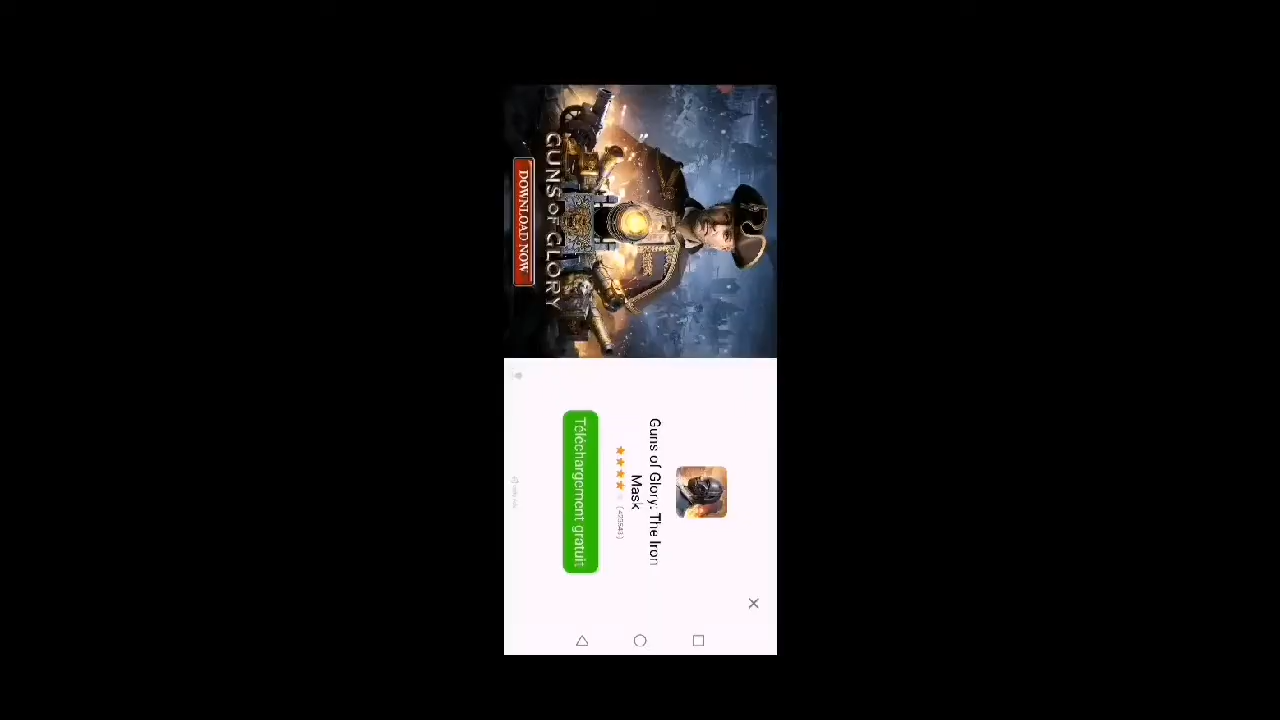 GUNS OF GLORY
DOWNLOAD NOW
Guns of Glory: The Iron
Mask
Téléchargement gratuit